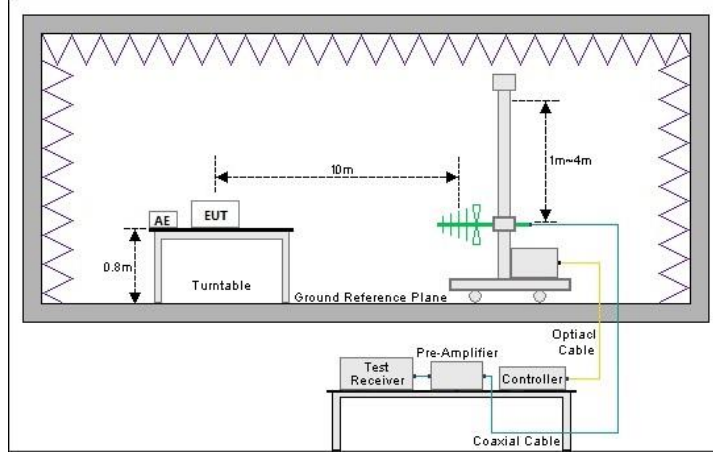 10m
1m~4m
AE
EUT
0.8m
Turntable
Ground Reference Plane
Optiacl
Cable
Pre-Amplifier
Test
Receiver
Controller
Coaxial Cable